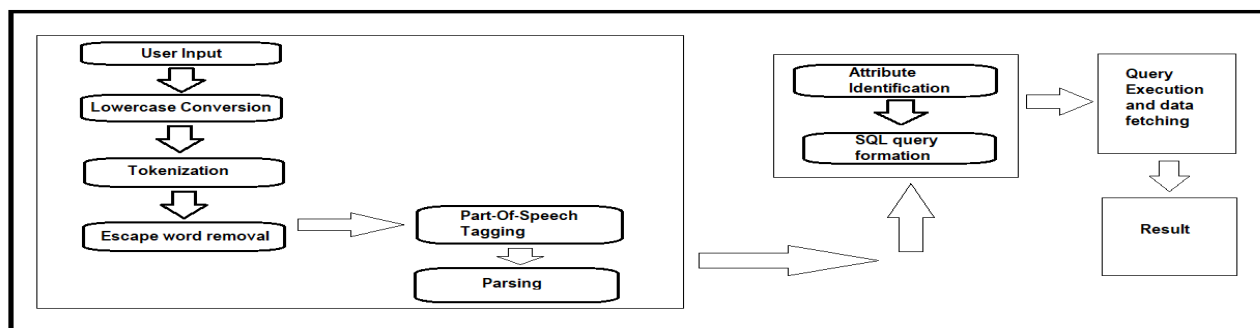 User Input
Lowercase Conversion
Tokenization
Escape word removal
Part-Of-Speech
Tagging
Parsing
Attribute
Identification
SQL query
formation
Query
Execution
and data
fetching
Result